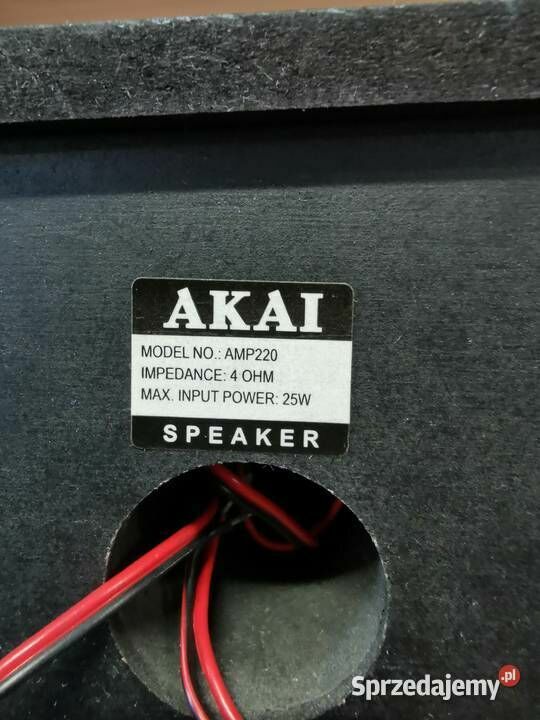 AKAI
MODEL NO.: AMP220
IMPEDANCE: 4 OHM
MAX. INPUT POWER: 25W
SPEAKER
Sprzedajemy.pl